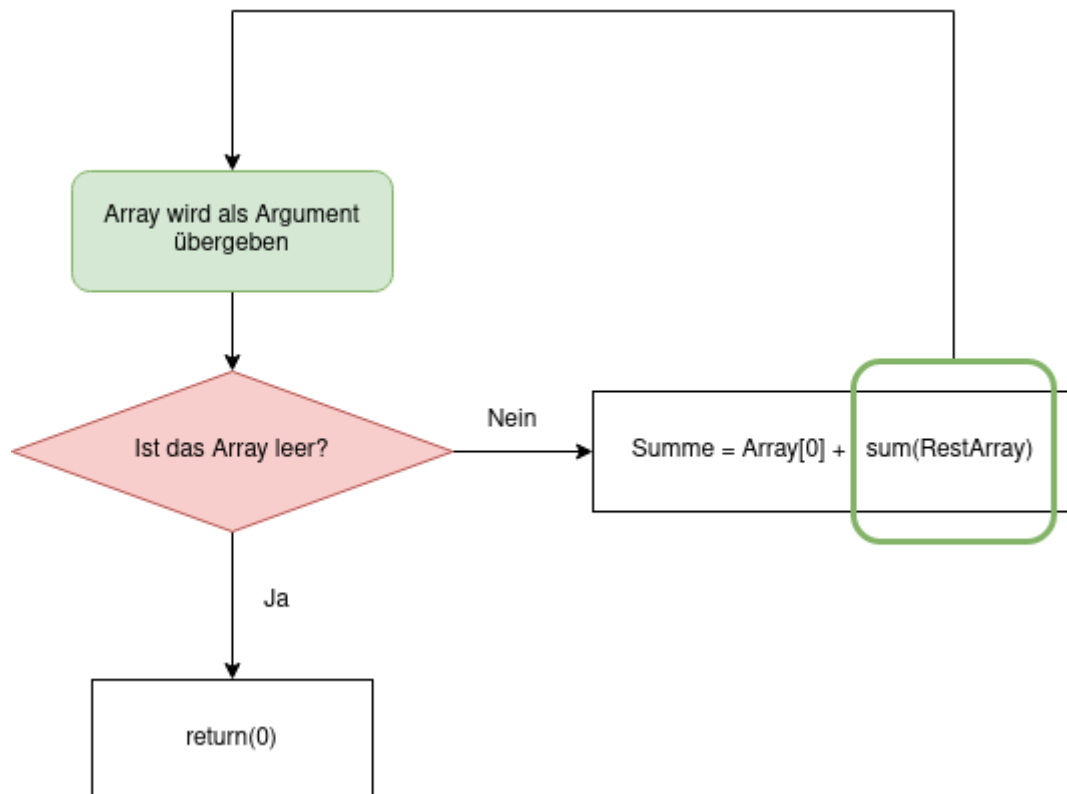 Array wird als Argument
übergeben
Ist das Array leer?
Nein
Summe = Array[0] + sum(RestArray)
Ja
return(0)